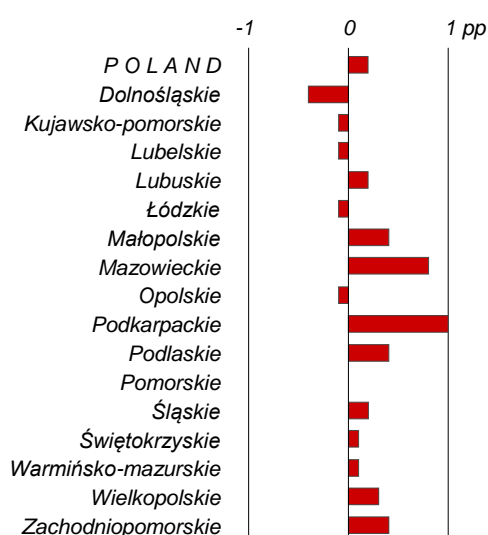 -1 0 1 pp
P O L A N D
Dolnośląskie
Kujawsko-pomorskie
Lubelskie
Lubuskie
Łódzkie
Małopolskie
Mazowieckie
Opolskie
Podkarpackie
Podlaskie
Pomorskie
Śląskie
Świętokrzyskie
Warmińsko-mazurskie
Wielkopolskie
Zachodniopomorskie